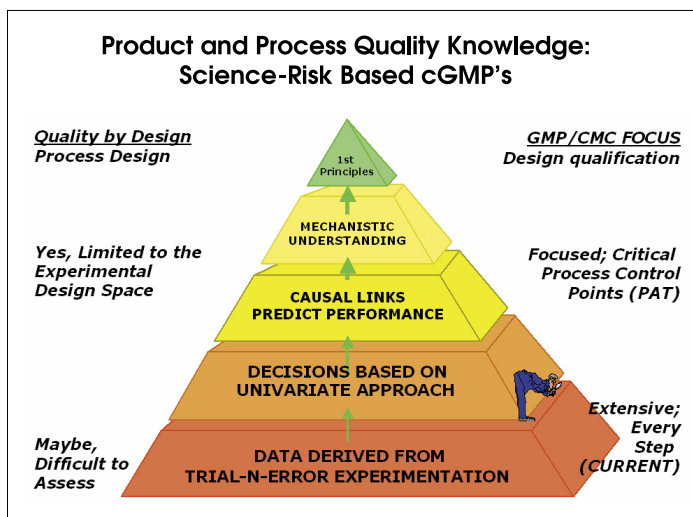 Product and Process Quality Knowledge:
Science-Risk Based cGMP's
Quality by Design
Process Design
GMP/CMC FOCUS
Design qualification
1st
Principles
MECHANISTIC
UNDERSTANDING
Yes, Limited to the
Experimental
Design Space
Focused; Critical
Process Control
Points (PAT)
CAUSAL LINKS
PREDICT PERFORMANCE
DECISIONS BASED ON
UNIVARIATE APPROACH
Maybe,
Difficult to
Assess
DATA DERIVED FROM
TRIAL-N-ERROR EXPERIMENTATION
Extensive;
Every
Step
(CURRENT)